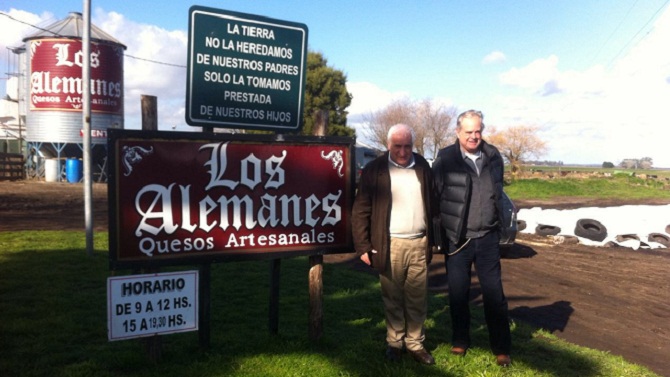 Los
Alemanes
Quesos Artesanales
LA TIERRA
NO LA HEREDAMOS
DE NUESTROS PADRES
SOLO LA TOMAMOS
PRESTADA
DE NUESTROS HIJOS
Los
Alemanes
Quesos Artesanales
HORARIO
DE 9 A 12 HS.
15 A 19,30 HS.